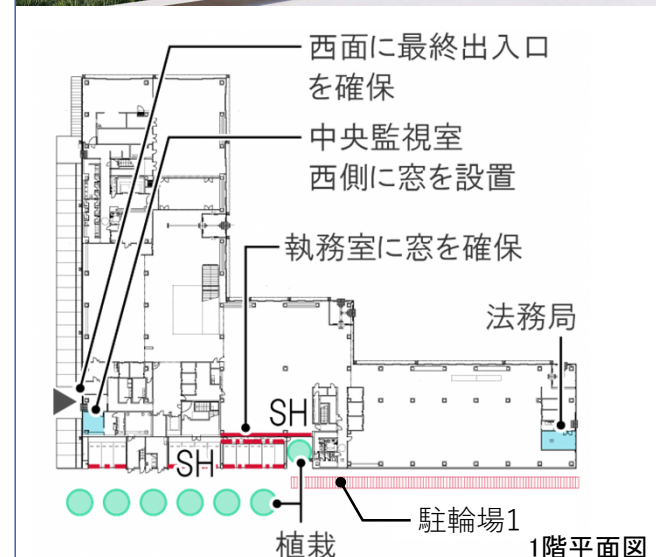 西面に最終出入口
を確保
中央監視室
西側に窓を設置
執務室に窓を確保
法務局
SH
SH
駐輪場1
植栽
1階平面図